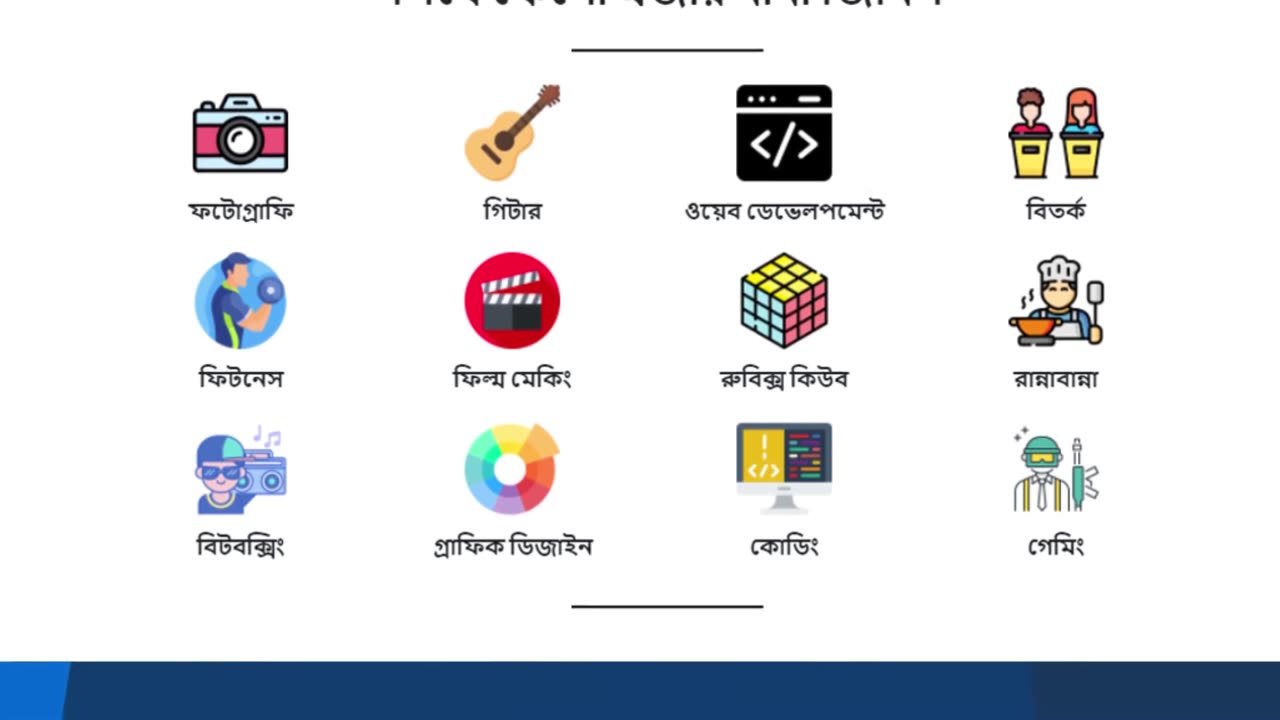 ফটোগ্রাফি গিটার ওয়েব ডেভেলপমেন্ট বিতর্ক
ফিটনেস ফিল্ম মেকিং রুবিক্স কিউব রান্নাবান্না
বিটবক্সিং গ্রাফিক ডিজাইন কোডিং গেমিং